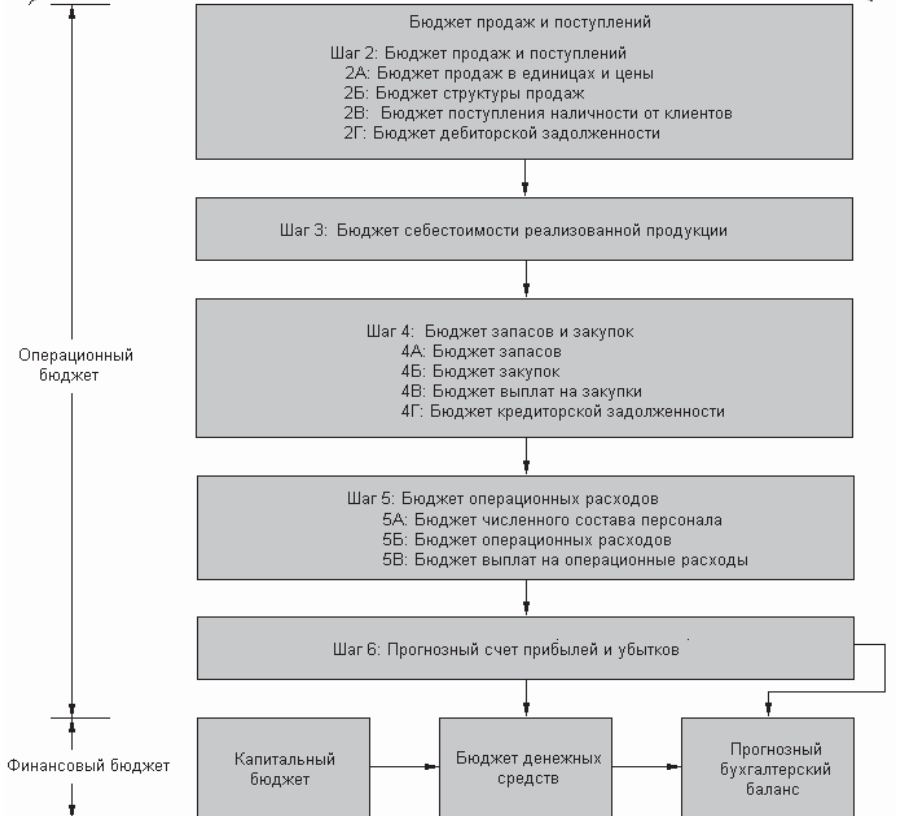 Бюджет продаж и поступлений
Шаг 2: Бюджет продаж и поступлений
2А: Бюджет продаж в единицах и цены
2Б: Бюджет структуры продаж
2В: Бюджет поступления наличности от клиентов
2Г: Бюджет дебиторской задолженности
Шаг 3: Бюджет себестоимости реализованной продукции
Операционный
бюджет
Шаг 4: Бюджет запасов и закупок
4А: Бюджет запасов
4Б: Бюджет закупок
4В: Бюджет выплат на закупки
4Г: Бюджет кредиторской задолженности
Шаг 5: Бюджет операционных расходов
5А: Бюджет численного состава персонала
5Б: Бюджет операционных расходов
5В: Бюджет выплат на операционные расходы
Шаг 6: Прогнозный счет прибылей и убытков
Финансовый бюджет
Капитальный
бюджет
Бюджет денежных
средств
Прогнозный
бухгалтерский
баланс